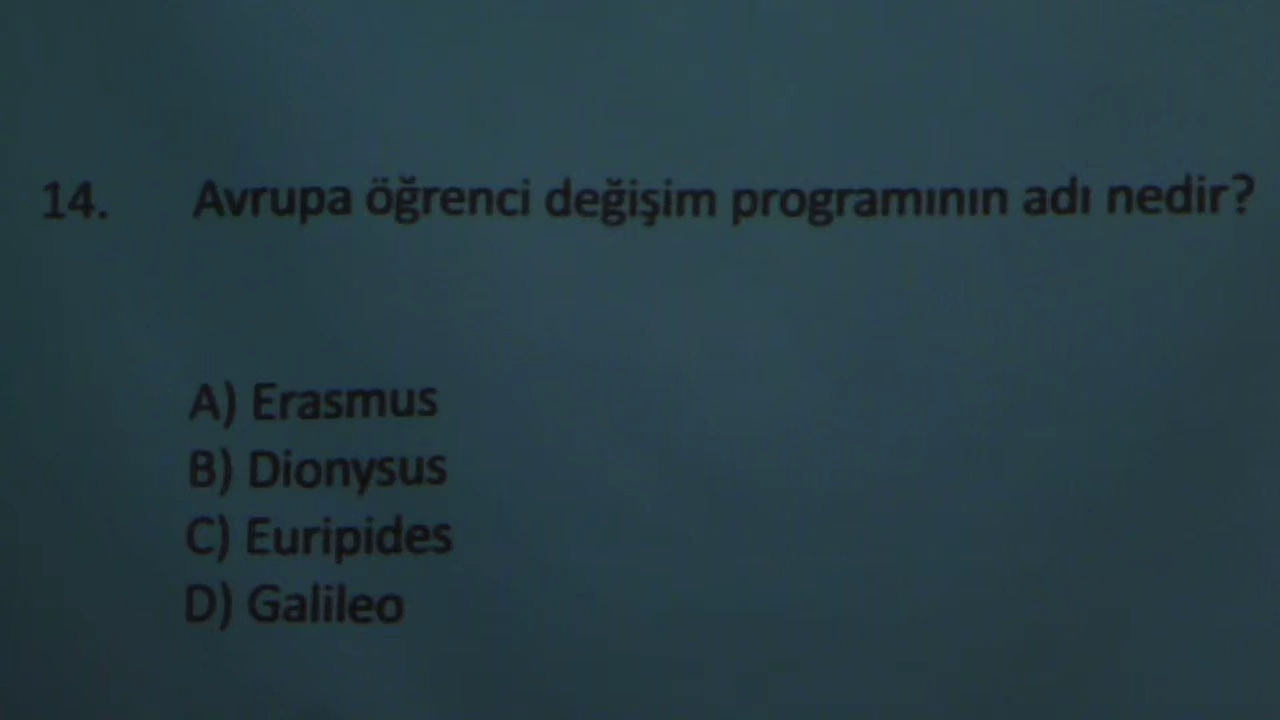 14. Avrupa öğrenci değişim programının adı nedir?
A) Erasmus
B) Dionysus
C) Euripides
D) Galileo